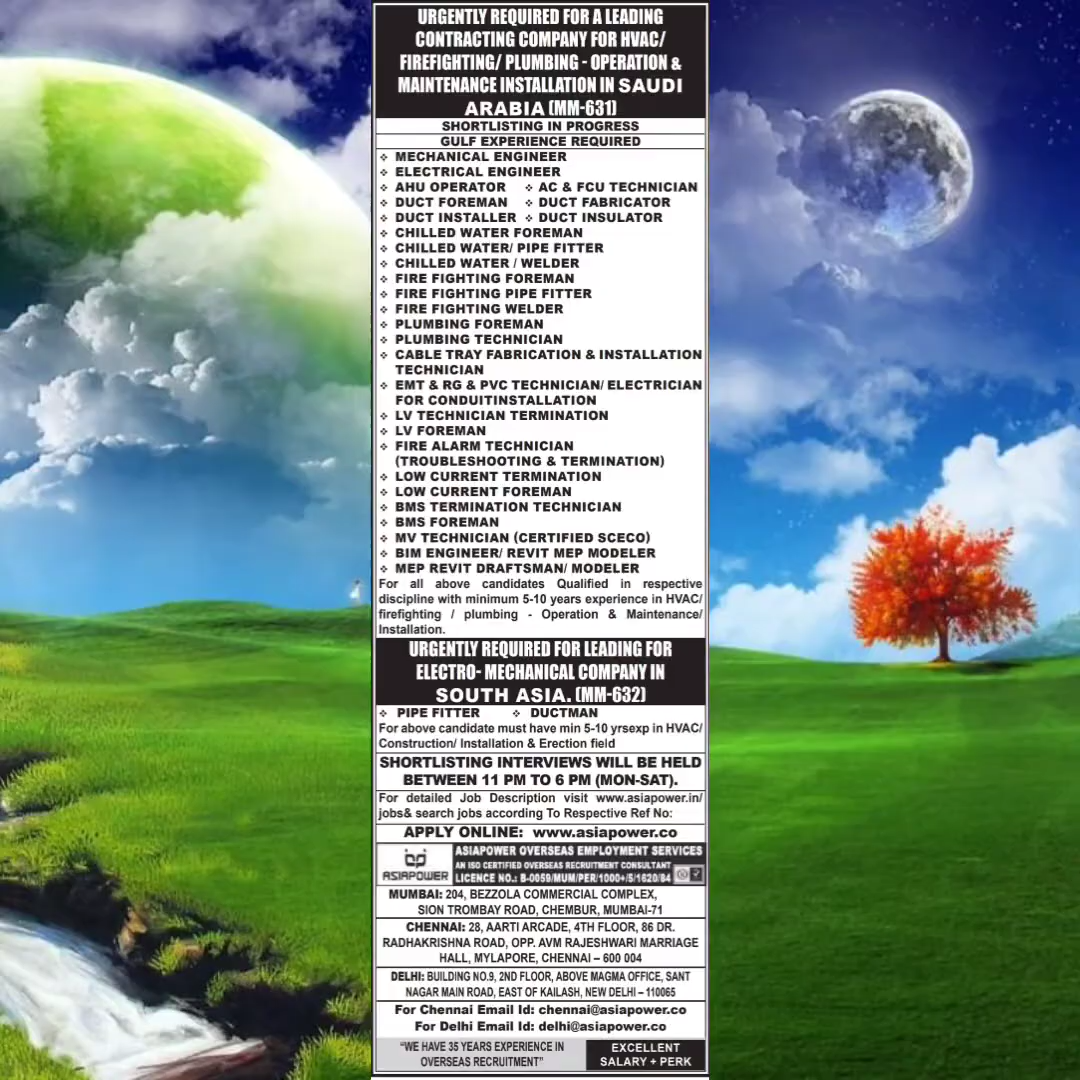 URGENTLY REQUIRED FOR A LEADING
CONTRACTING COMPANY FOR HVAC/
FIREFIGHTING/ PLUMBING - OPERATION &
MAINTENANCE INSTALLATION IN SAUDI
ARABIA (MM-631)
SHORTLISTING IN PROGRESS
GULF EXPERIENCE REQUIRED
❖ MECHANICAL ENGINEER
❖ ELECTRICAL ENGINEER
❖ AHU OPERATOR ❖ AC & FCU TECHNICIAN
❖ DUCT FOREMAN ❖ DUCT FABRICATOR
❖ DUCT INSTALLER ❖ DUCT INSULATOR
❖ CHILLED WATER FOREMAN
❖ CHILLED WATER/ PIPE FITTER
❖ CHILLED WATER / WELDER
❖ FIRE FIGHTING FOREMAN
❖ FIRE FIGHTING PIPE FITTER
❖ FIRE FIGHTING WELDER
❖ PLUMBING FOREMAN
❖ PLUMBING TECHNICIAN
❖ CABLE TRAY FABRICATION & INSTALLATION
TECHNICIAN
❖ EMT & RG & PVC TECHNICIAN/ ELECTRICIAN
FOR CONDUITINSTALLATION
❖ LV TECHNICIAN TERMINATION
❖ LV FOREMAN
❖ FIRE ALARM TECHNICIAN
(TROUBLESHOOTING & TERMINATION)
❖ LOW CURRENT TERMINATION
❖ LOW CURRENT FOREMAN
❖ BMS TERMINATION TECHNICIAN
❖ BMS FOREMAN
❖ MV TECHNICIAN (CERTIFIED SCECO)
❖ BIM ENGINEER/ REVIT MEP MODELER
❖ MEP REVIT DRAFTSMAN/ MODELER
For all above candidates Qualified in respective
discipline with minimum 5-10 years experience in HVAC/
firefighting / plumbing - Operation & Maintenance/
Installation.
URGENTLY REQUIRED FOR LEADING FOR
ELECTRO- MECHANICAL COMPANY IN
SOUTH ASIA. (MM-632)
❖ PIPE FITTER ❖ DUCTMAN
For above candidate must have min 5-10 yrsexp in HVAC/
Construction/ Installation & Erection field
SHORTLISTING INTERVIEWS WILL BE HELD
BETWEEN 11 PM TO 6 PM (MON-SAT).
For detailed Job Description visit www.asiapower.in/
jobs& search jobs according To Respective Ref No:
APPLY ONLINE: www.asiapower.co
ASIAPOWER
ASIAPOWER OVERSEAS EMPLOYMENT SERVICES
AN ISO CERTIFIED OVERSEAS RECRUITMENT CONSULTANT
LICENCE NO.: B-0059/MUM/PER/1000+/5/1620/84
MUMBAI: 204, BEZZOLA COMMERCIAL COMPLEX,
SION TROMBAY ROAD, CHEMBUR, MUMBAI-71
CHENNAI: 28, AARTI ARCADE, 4TH FLOOR, 86 DR.
RADHAKRISHNA ROAD, OPP. AVM RAJESHWARI MARRIAGE
HALL, MYLAPORE, CHENNAI – 600 004
DELHI: BUILDING NO.9, 2ND FLOOR, ABOVE MAGMA OFFICE, SANT
NAGAR MAIN ROAD, EAST OF KAILASH, NEW DELHI – 110065
For Chennai Email Id: chennai@asiapower.co
For Delhi Email Id: delhi@asiapower.co
"WE HAVE 35 YEARS EXPERIENCE IN
OVERSEAS RECRUITMENT"
EXCELLENT
SALARY + PERK